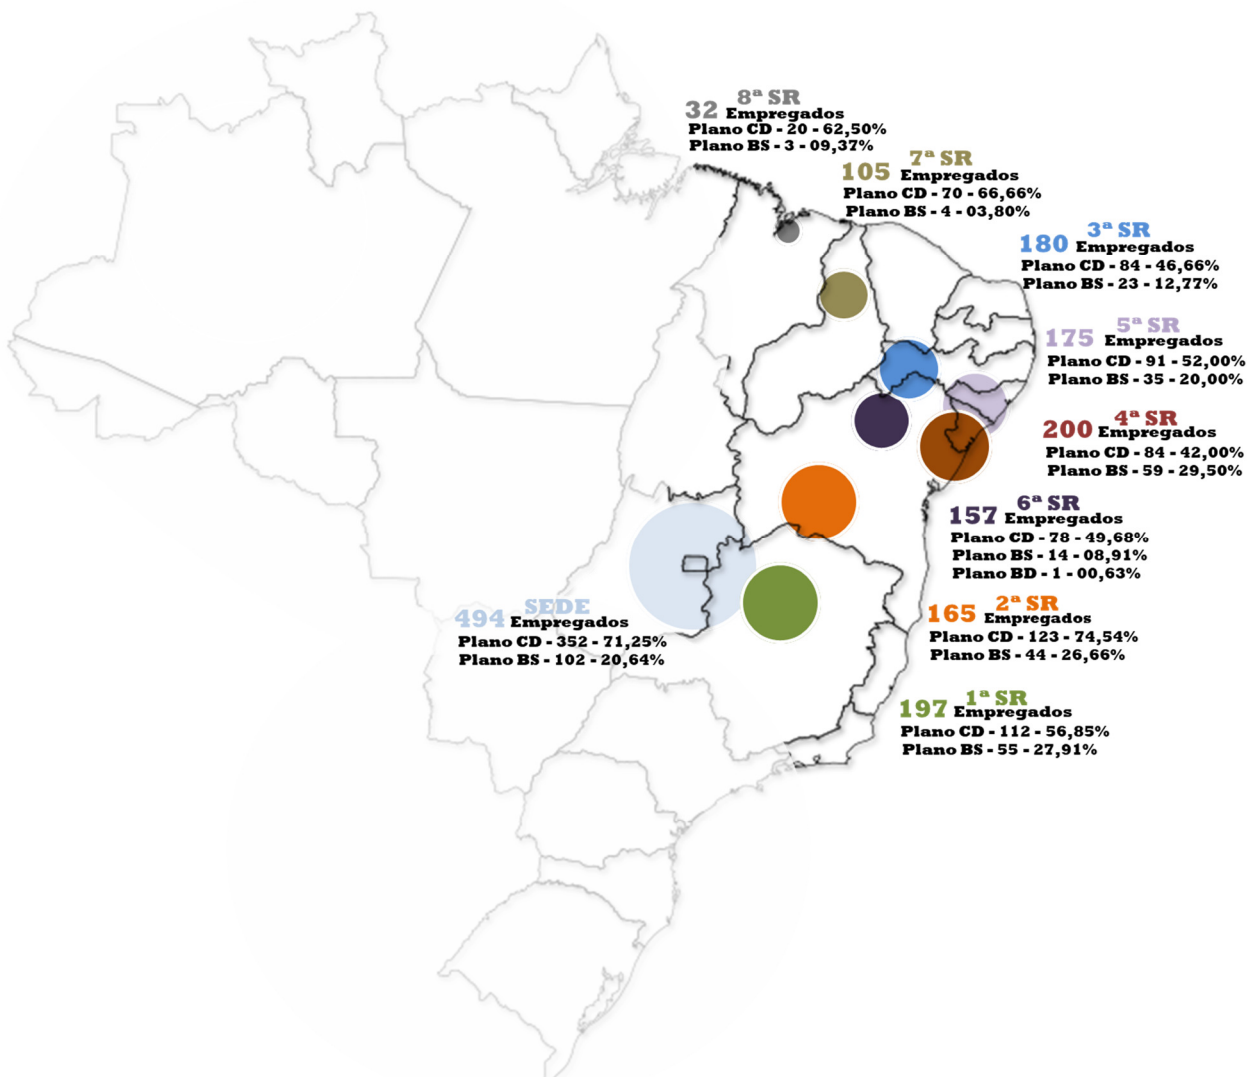 8ª SR
32 Empregados
Plano CD - 20 - 62,50%
Plano BS - 3 - 09,37%
7ª SR
105 Empregados
Plano CD - 70 - 66,66%
Plano BS - 4 - 03,80%
3ª SR
180 Empregados
Plano CD - 84 - 46,66%
Plano BS - 23 - 12,77%
5ª SR
175 Empregados
Plano CD - 91 - 52,00%
Plano BS - 35 - 20,00%
4ª SR
200 Empregados
Plano CD - 84 - 42,00%
Plano BS - 59 - 29,50%
6ª SR
157 Empregados
Plano CD - 78 - 49,68%
Plano BS - 14 - 08,91%
Plano BD - 1 - 00,63%
SEDE
494 Empregados
Plano CD - 352 - 71,25%
Plano BS - 102 - 20,64%
2ª SR
165 Empregados
Plano CD - 123 - 74,54%
Plano BS - 44 - 26,66%
1ª SR
197 Empregados
Plano CD - 112 - 56,85%
Plano BS - 55 - 27,91%